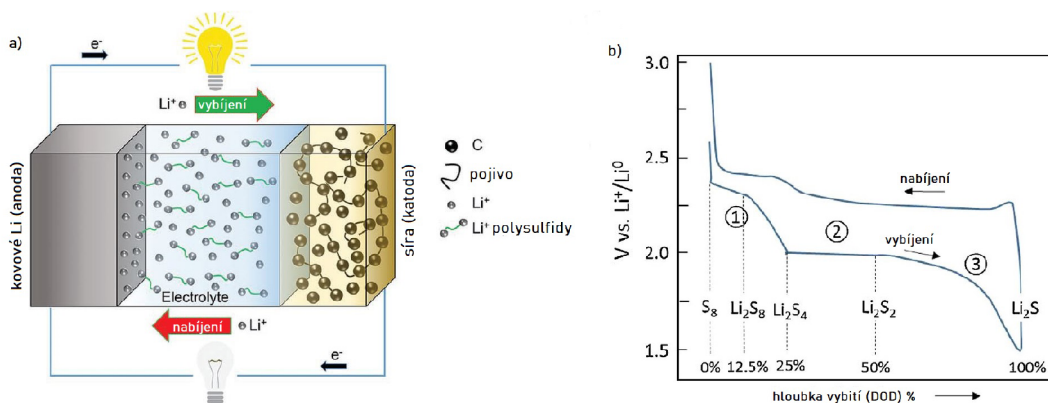 a)
e-
Li+
vybíjení
kovové Li (anoda)
síra (katoda)
C
pojivo
Li+
Li+ polysulfidy
Electrolyte
nabíjení
Li+
e-
b)
V vs. Li+/Li0
3.0
2.5
2.0
1.5
nabíjení
1
2
vybíjení
3
S8
Li2S8
Li2S4
Li2S2
Li2S
0%
12.5%
25%
50%
100%
hloubka vybití (DOD) %